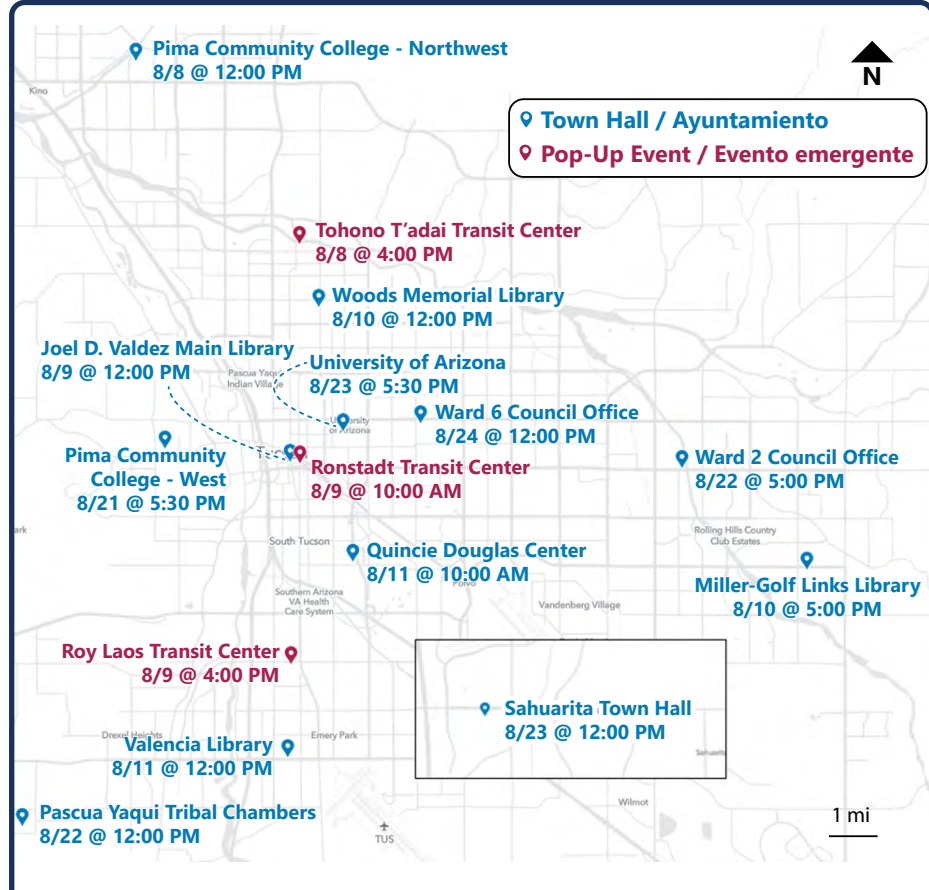 Pima Community College - Northwest
8/8 @ 12:00 PM
N
Kino
Town Hall / Ayuntamiento
Pop-Up Event / Evento emergente
Tohono T’adai Transit Center
8/8 @ 4:00 PM
Woods Memorial Library
8/10 @ 12:00 PM
Joel D. Valdez Main Library
8/9 @ 12:00 PM
Pascua Yaqui
Indian Village
University of Arizona
8/23 @ 5:30 PM
University
of Arizona
Ward 6 Council Office
8/24 @ 12:00 PM
Pima Community
College - West
8/21 @ 5:30 PM
Ronstadt Transit Center
8/9 @ 10:00 AM
Ward 2 Council Office
8/22 @ 5:00 PM
Rolling Hills Country
Club Estates
South Tucson
Quincie Douglas Center
8/11 @ 10:00 AM
Miller-Golf Links Library
8/10 @ 5:00 PM
Southern Arizona
VA Health
Care System
Vandenberg Village
Roy Laos Transit Center
8/9 @ 4:00 PM
Sahuarita Town Hall
8/23 @ 12:00 PM
Drexel Heights
Emery Park
Valencia Library
8/11 @ 12:00 PM
Pascua Yaqui Tribal Chambers
8/22 @ 12:00 PM
TUS
Wilmot
1 mi